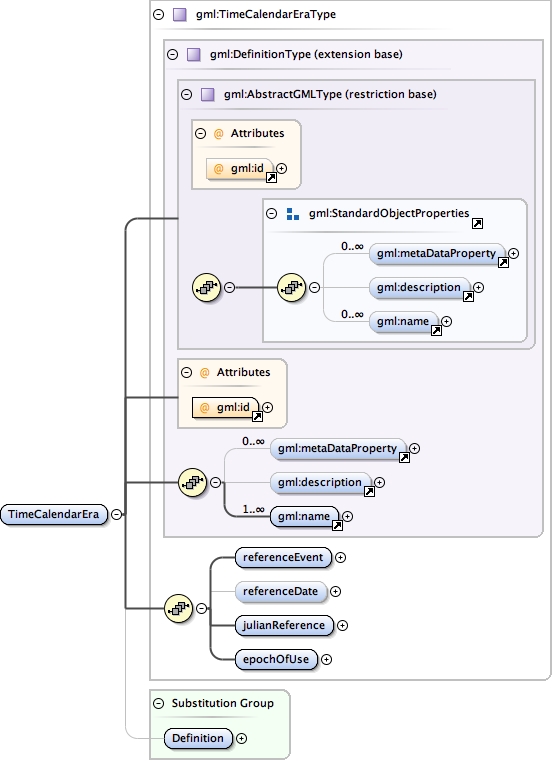 gml:TimeCalendarEraType
gml:DefinitionType (extension base)
gml:AbstractGMLType (restriction base)
@ Attributes
@ gml:id
gml:StandardObjectProperties
0..∞
gml:metaDataProperty
gml:description
0..∞
gml:name
@ Attributes
@ gml:id
0..∞
gml:metaDataProperty
gml:description
1..∞
gml:name
TimeCalendarEra
referenceEvent
referenceDate
julianReference
epochOfUse
Substitution Group
Definition